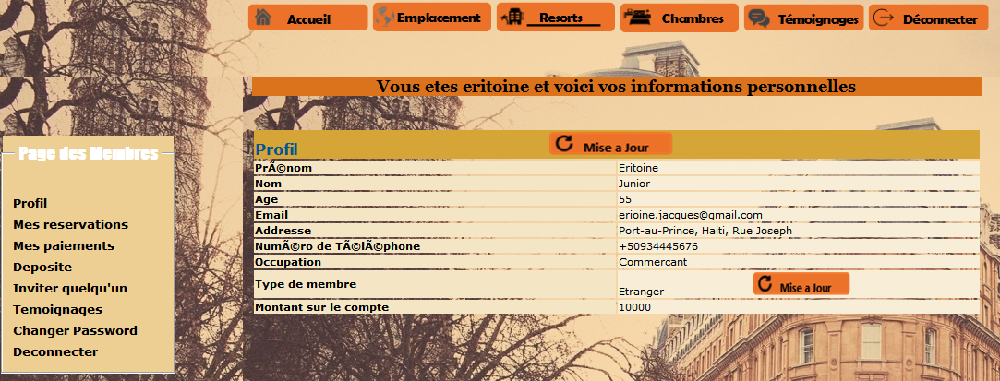 Accueil Emplacement Resorts Chambres Témoignages Déconnecter
Vous etes eritoine et voici vos informations personnelles
Page des Membres
Profil
Mes reservations
Mes paiements
Deposite
Inviter quelqu'un
Temoignages
Changer Password
Deconnecter
Profil Mise a Jour
PrÃ©nom Eritoine
Nom Junior
Age 55
Email erioine.jacques@gmail.com
Addresse Port-au-Prince, Haiti, Rue Joseph
NumÃ©ro de TÃ©lÃ©phone +50934445676
Occupation Commercant
Type de membre Etranger Mise a Jour
Montant sur le compte 10000